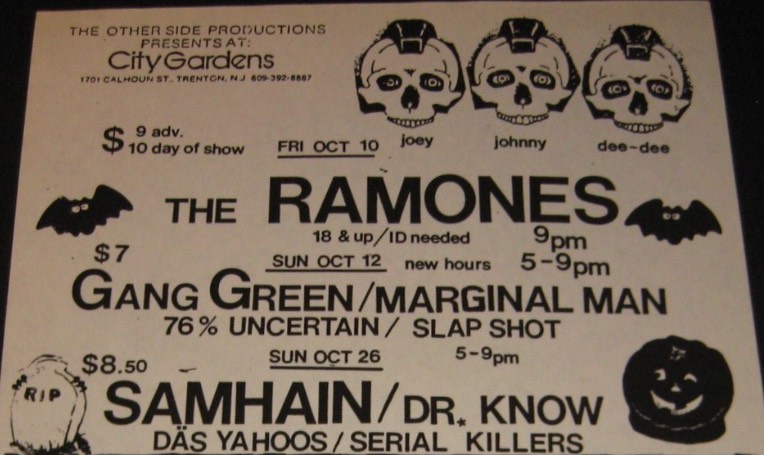 THE OTHER SIDE PRODUCTIONS
PRESENTS AT:
City Gardens
1701 CALHOUN ST., TRENTON, N.J 609-392-8887
joey
johnny
dee-dee
$ 9 adv.
10 day of show
FRI OCT 10
THE RAMONES
18 & up/ID needed
9pm
$7
SUN OCT 12
new hours
5-9pm
GANG GREEN/MARGINAL MAN
76% UNCERTAIN/ SLAP SHOT
$8.50
SUN OCT 26
5-9pm
RIP
SAMHAIN/DR. KNOW
DÄS YAHOOS/SERIAL KILLERS